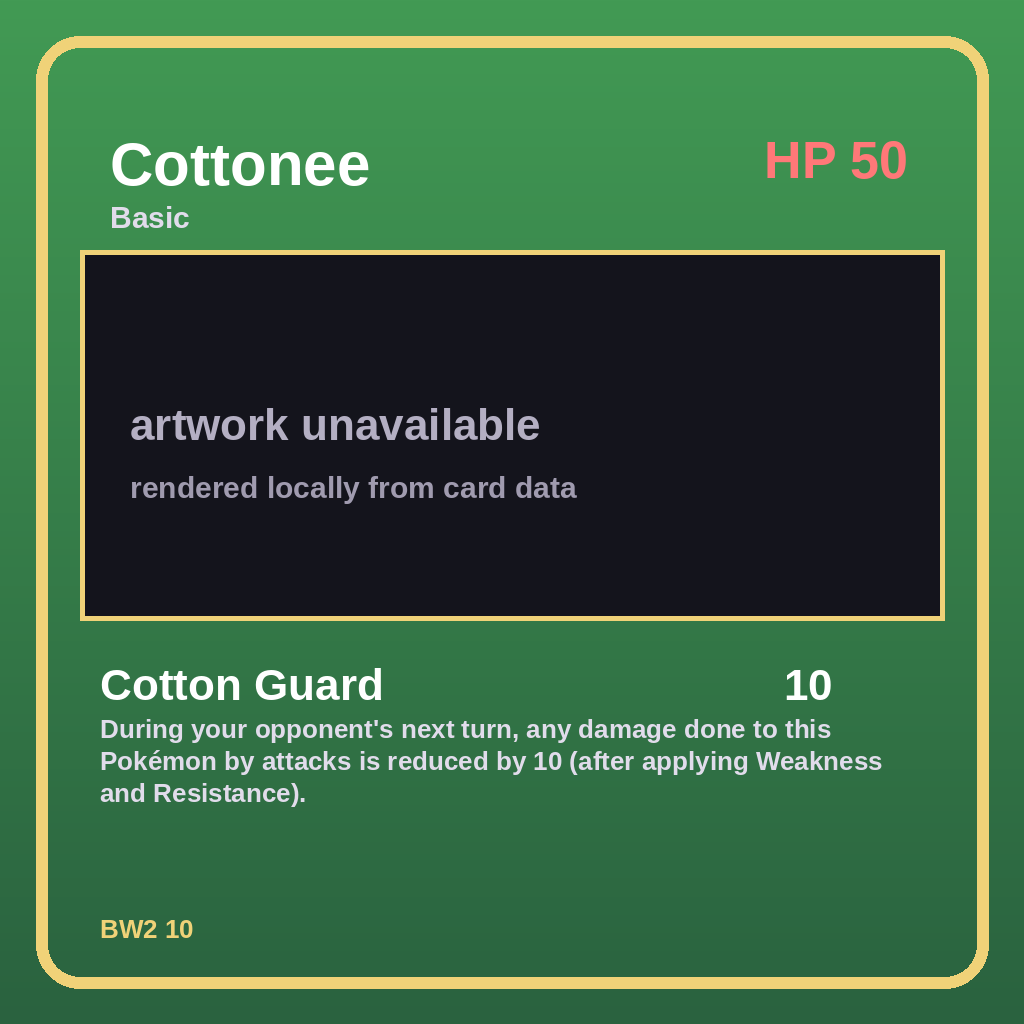 Cottonee
HP 50
Basic
artwork unavailable
rendered locally from card data
Cotton Guard
10
During your opponent's next turn, any damage done to this
Pokémon by attacks is reduced by 10 (after applying Weakness
and Resistance).
BW2 10